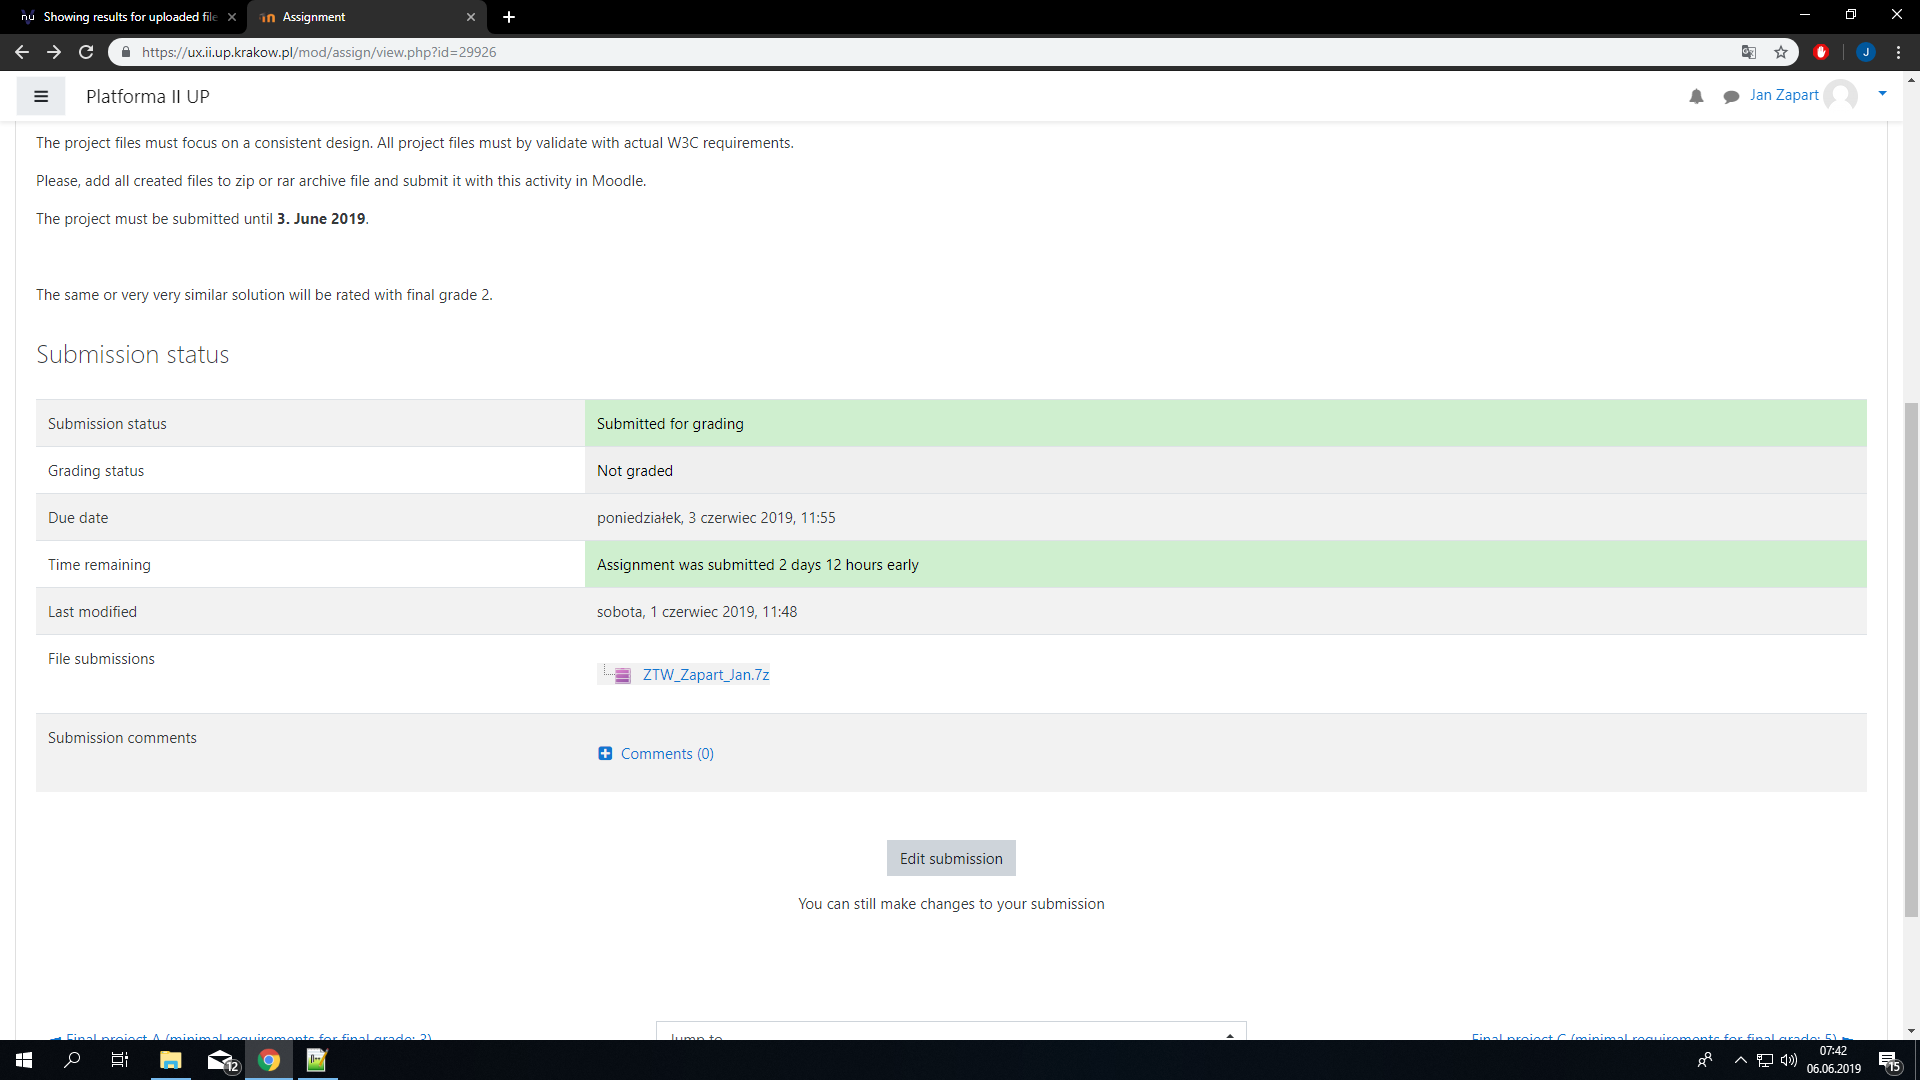 Showing results for uploaded file
Assignment
https://ux.ii.up.krakow.pl/mod/assign/view.php?id=29926
J
Platforma II UP
Jan Zapart
The project files must focus on a consistent design. All project files must by validate with actual W3C requirements.
Please, add all created files to zip or rar archive file and submit it with this activity in Moodle.
The project must be submitted until 3. June 2019.
The same or very very similar solution will be rated with final grade 2.
Submission status
Submission status
Submitted for grading
Grading status
Not graded
Due date
poniedziałek, 3 czerwiec 2019, 11:55
Time remaining
Assignment was submitted 2 days 12 hours early
Last modified
sobota, 1 czerwiec 2019, 11:48
File submissions
ZTW_Zapart_Jan.7z
Submission comments
Comments (0)
Edit submission
You can still make changes to your submission
◄ Final project A (minimal requirements for final grade: 3)
Jump to...
Final project C (minimal requirements for final grade: 5) ►
12
07:42
06.06.2019
15